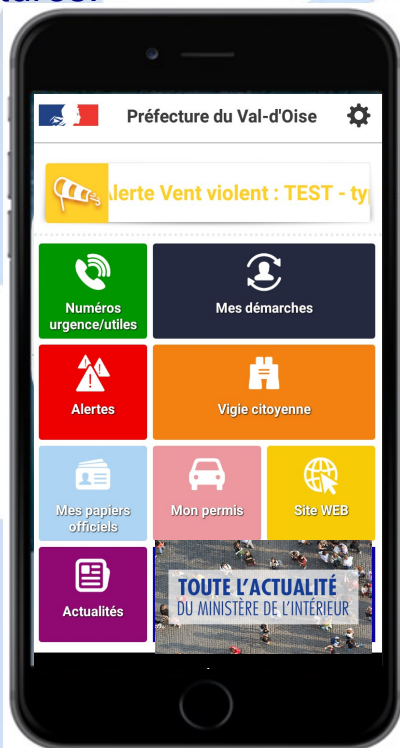 Préfecture du Val-d'Oise
Alerte Vent violent : TEST - ty
Numéros
urgence/utiles
Mes démarches
Alertes
Vigie citoyenne
Mes papiers
officiels
Mon permis
Site WEB
Actualités
TOUTE L'ACTUALITÉ
DU MINISTÈRE DE L'INTÉRIEUR